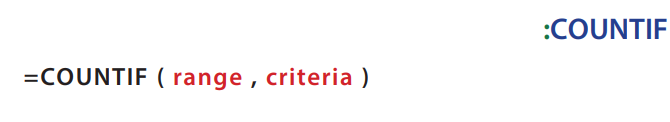 :COUNTIF
=COUNTIF ( range , criteria )